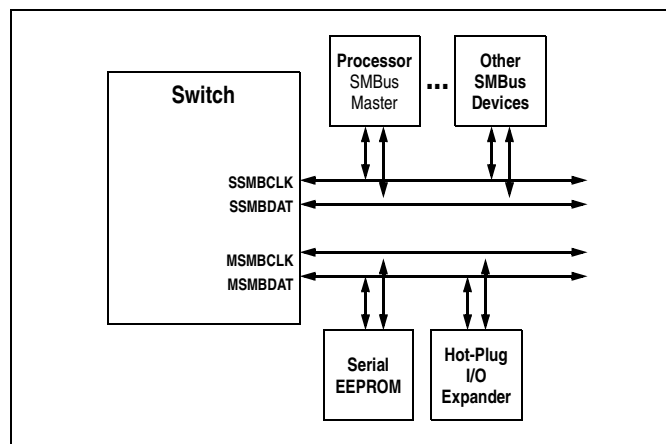 Processor
SMBus
Master
...
Other
SMBus
Devices
Switch
SSMBCLK
SSMBDAT
MSMBCLK
MSMBDAT
Serial
EEPROM
Hot-Plug
I/O
Expander